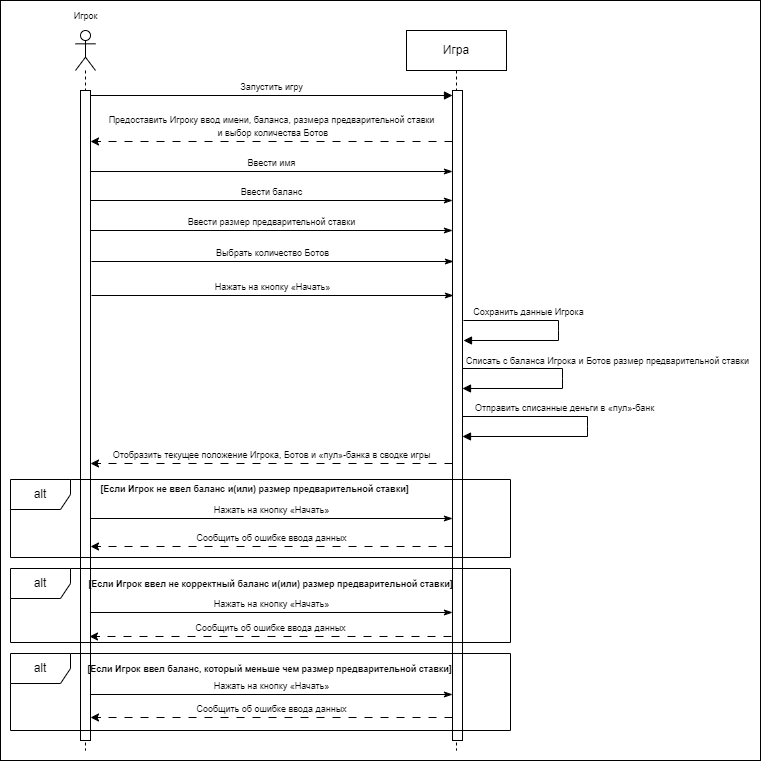 Игрок
Игра
Запустить игру
Предоставить Игроку ввод имени, баланса, размера предварительной ставки
и выбор количества Ботов
Ввести имя
Ввести баланс
Ввести размер предварительной ставки
Выбрать количество Ботов
Нажать на кнопку «Начать»
Сохранить данные Игрока
Списать с баланса Игрока и Ботов размер предварительной ставки
Отправить списанные деньги в «пул»-банк
Отобразить текущее положение Игрока, Ботов и «пул»-банка в сводке игры
alt
[Если Игрок не ввел баланс и(или) размер предварительной ставки]
Нажать на кнопку «Начать»
Сообщить об ошибке ввода данных
alt
[Если Игрок ввел не корректный баланс и(или) размер предварительной ставки]
Нажать на кнопку «Начать»
Сообщить об ошибке ввода данных
alt
[Если Игрок ввел баланс, который меньше чем размер предварительной ставки]
Нажать на кнопку «Начать»
Сообщить об ошибке ввода данных